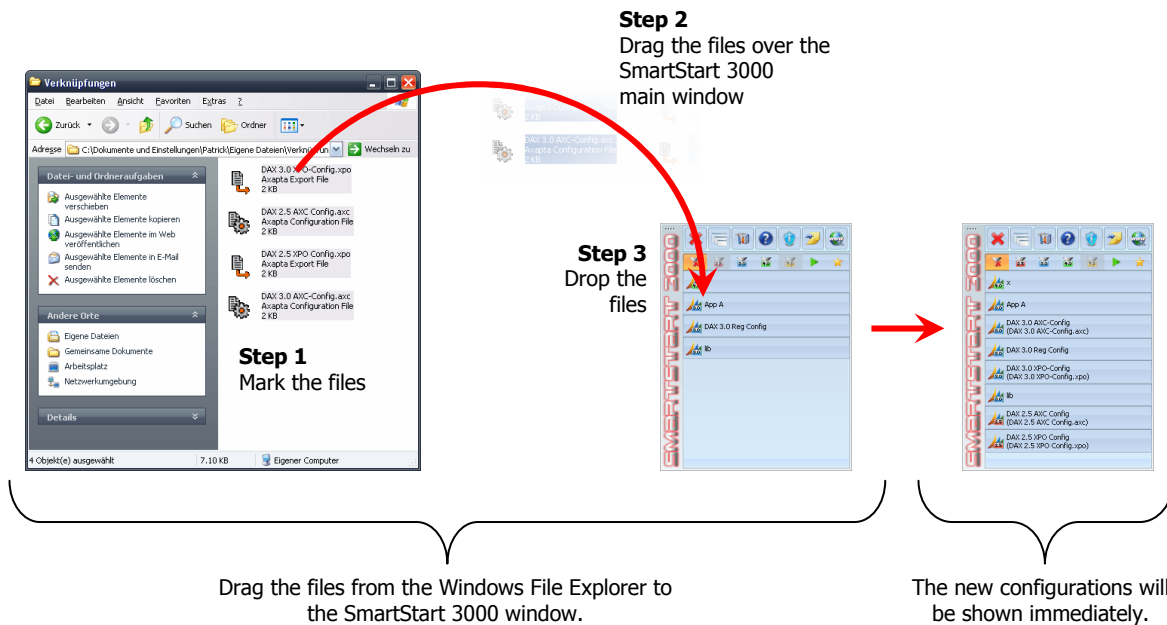 Step 2
Drag the files over the
SmartStart 3000
main window
Verknüpfungen
Datei Bearbeiten Ansicht Favoriten Extras ?
Zurück Suchen Ordner
Adresse C:\Dokumente und Einstellungen\Patrick\Eigene Dateien\Verknüpfun Wechseln zu
Datei- und Ordneraufgaben
Ausgewählte Elemente
verschieben
Ausgewählte Elemente kopieren
Ausgewählte Elemente im Web
veröffentlichen
Ausgewählte Elemente in E-Mail
senden
Ausgewählte Elemente löschen
Andere Orte
Eigene Dateien
Gemeinsame Dokumente
Arbeitsplatz
Netzwerkumgebung
Details
DAX 3.0 XPO-Config.xpo
Axapta Export File
2 KB
DAX 2.5 AXC Config.axc
Axapta Configuration File
2 KB
DAX 2.5 XPO Config.xpo
Axapta Export File
2 KB
DAX 3.0 AXC-Config.axc
Axapta Configuration File
2 KB
Step 1
Mark the files
4 Objekt(e) ausgewählt 7.10 KB Eigener Computer
2 KB
DAX 3.0 AXC-Config.axc
Axapta Configuration File
2 KB
Step 3
Drop the
files
SMARTSTART 3000
App A
DAX 3.0 Reg Config
lib
SMARTSTART 3000
x
App A
DAX 3.0 AXC-Config
(DAX 3.0 AXC-Config.axc)
DAX 3.0 Reg Config
DAX 3.0 XPO-Config
(DAX 3.0 XPO-Config.xpo)
lib
DAX 2.5 AXC Config
(DAX 2.5 AXC Config.axc)
DAX 2.5 XPO Config
(DAX 2.5 XPO Config.xpo)
Drag the files from the Windows File Explorer to
the SmartStart 3000 window.
The new configurations will
be shown immediately.